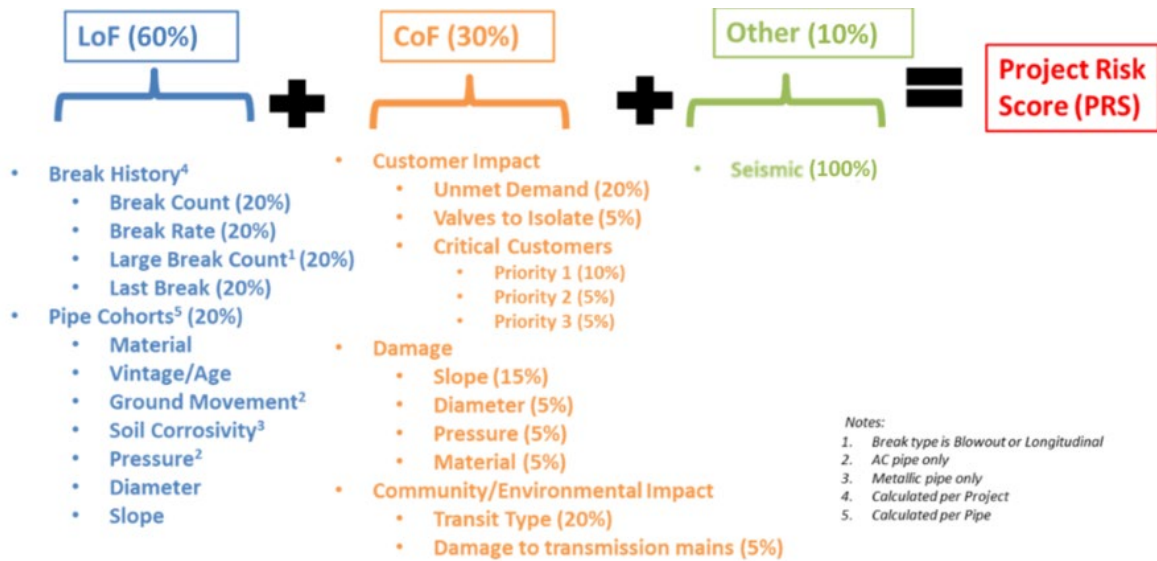 LoF (60%)
CoF (30%)
Other (10%)
Project Risk
Score (PRS)
• Break History⁴
• Break Count (20%)
• Break Rate (20%)
• Large Break Count¹ (20%)
• Last Break (20%)
• Pipe Cohorts⁵ (20%)
• Material
• Vintage/Age
• Ground Movement²
• Soil Corrosivity³
• Pressure²
• Diameter
• Slope
• Customer Impact
• Unmet Demand (20%)
• Valves to Isolate (5%)
• Critical Customers
• Priority 1 (10%)
• Priority 2 (5%)
• Priority 3 (5%)
• Damage
• Slope (15%)
• Diameter (5%)
• Pressure (5%)
• Material (5%)
• Community/Environmental Impact
• Transit Type (20%)
• Damage to transmission mains (5%)
• Seismic (100%)
Notes:
1. Break type is Blowout or Longitudinal
2. AC pipe only
3. Metallic pipe only
4. Calculated per Project
5. Calculated per Pipe